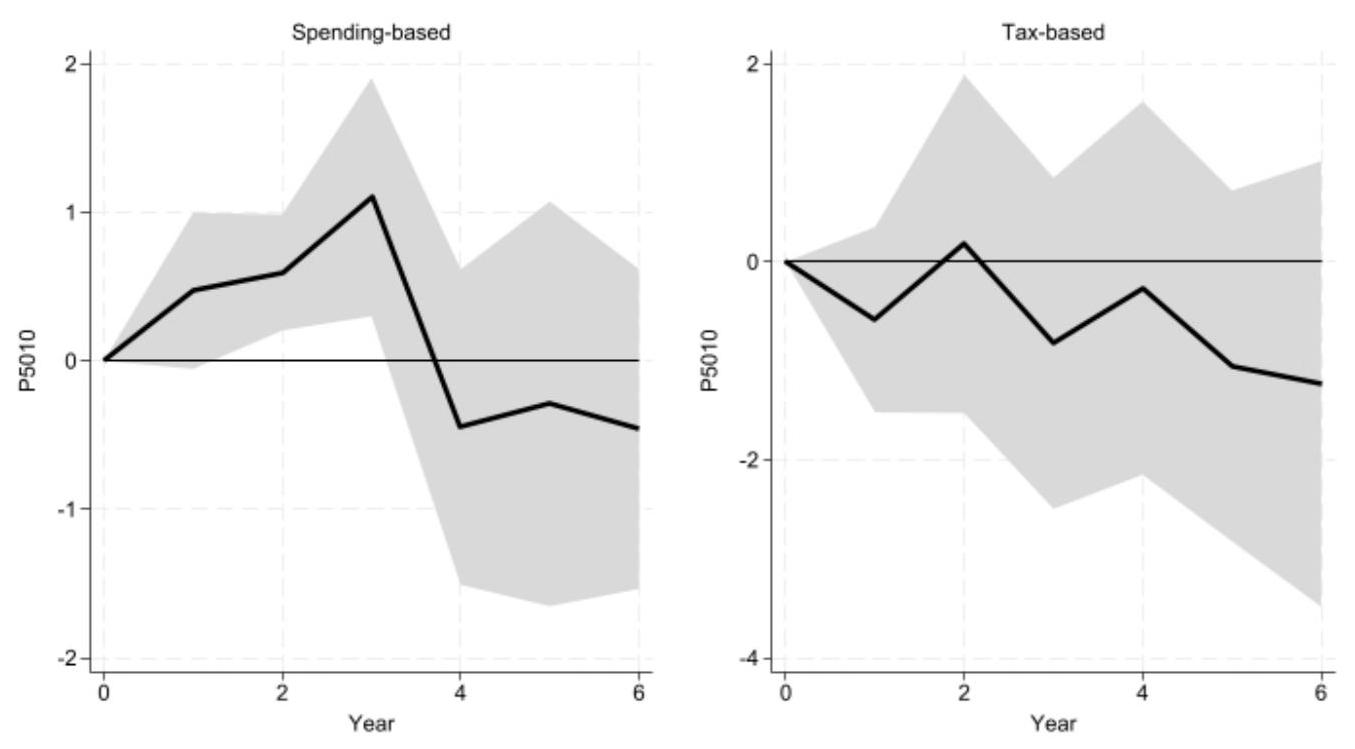 Spending-based
2
1
0
-1
-2
P5010
0 2 4 6
Year
Tax-based
2
0
-2
-4
P5010
0 2 4 6
Year